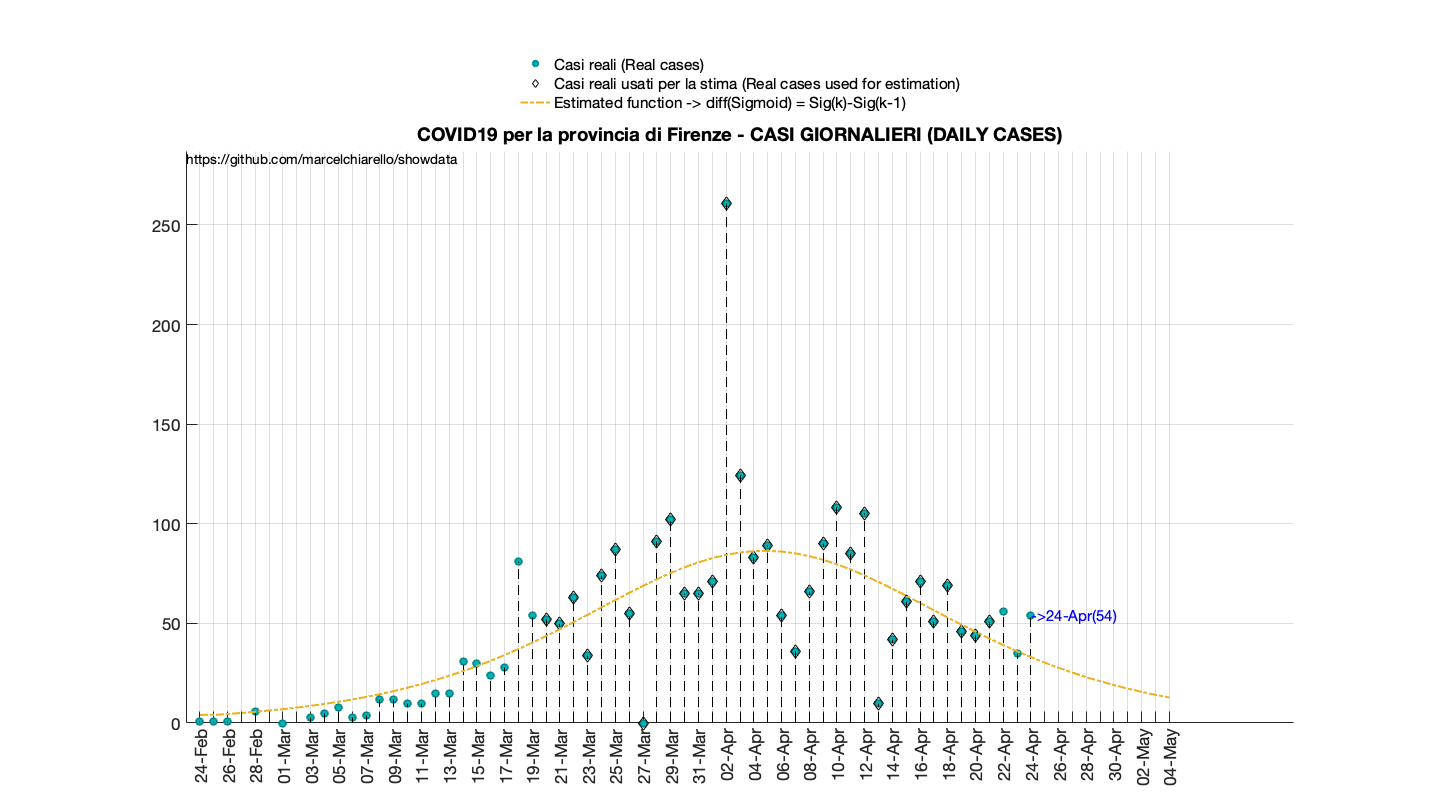 Casi reali (Real cases)
Casi reali usati per la stima (Real cases used for estimation)
Estimated function -> diff(Sigmoid) = Sig(k)-Sig(k-1)
COVID19 per la provincia di Firenze - CASI GIORNALIERI (DAILY CASES)
https://github.com/marcelchiarello/showdata
250
200
150
100
50
0
->24-Apr(54)
24-Feb
26-Feb
28-Feb
01-Mar
03-Mar
05-Mar
07-Mar
09-Mar
11-Mar
13-Mar
15-Mar
17-Mar
19-Mar
21-Mar
23-Mar
25-Mar
27-Mar
29-Mar
31-Mar
02-Apr
04-Apr
06-Apr
08-Apr
10-Apr
12-Apr
14-Apr
16-Apr
18-Apr
20-Apr
22-Apr
24-Apr
26-Apr
28-Apr
30-Apr
02-May
04-May